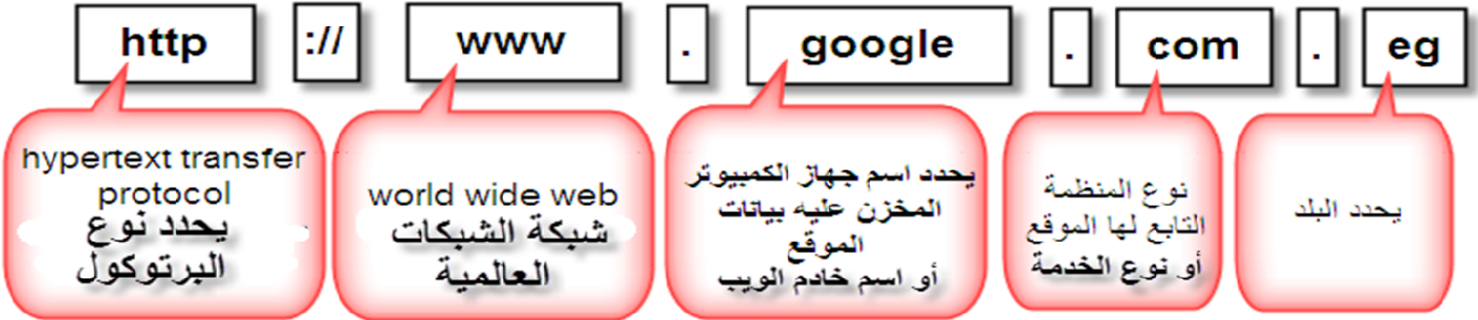 http :// www . google . com . eg
hypertext transfer
protocol
يحدد نوع
البرتوكول
world wide web
شبكة الشبكات
العالمية
يحدد اسم جهاز الكمبيوتر
المخزن عليه بيانات
الموقع
أو اسم خادم الويب
نوع المنظمة
التابع لها الموقع
أو نوع الخدمة
يحدد البلد